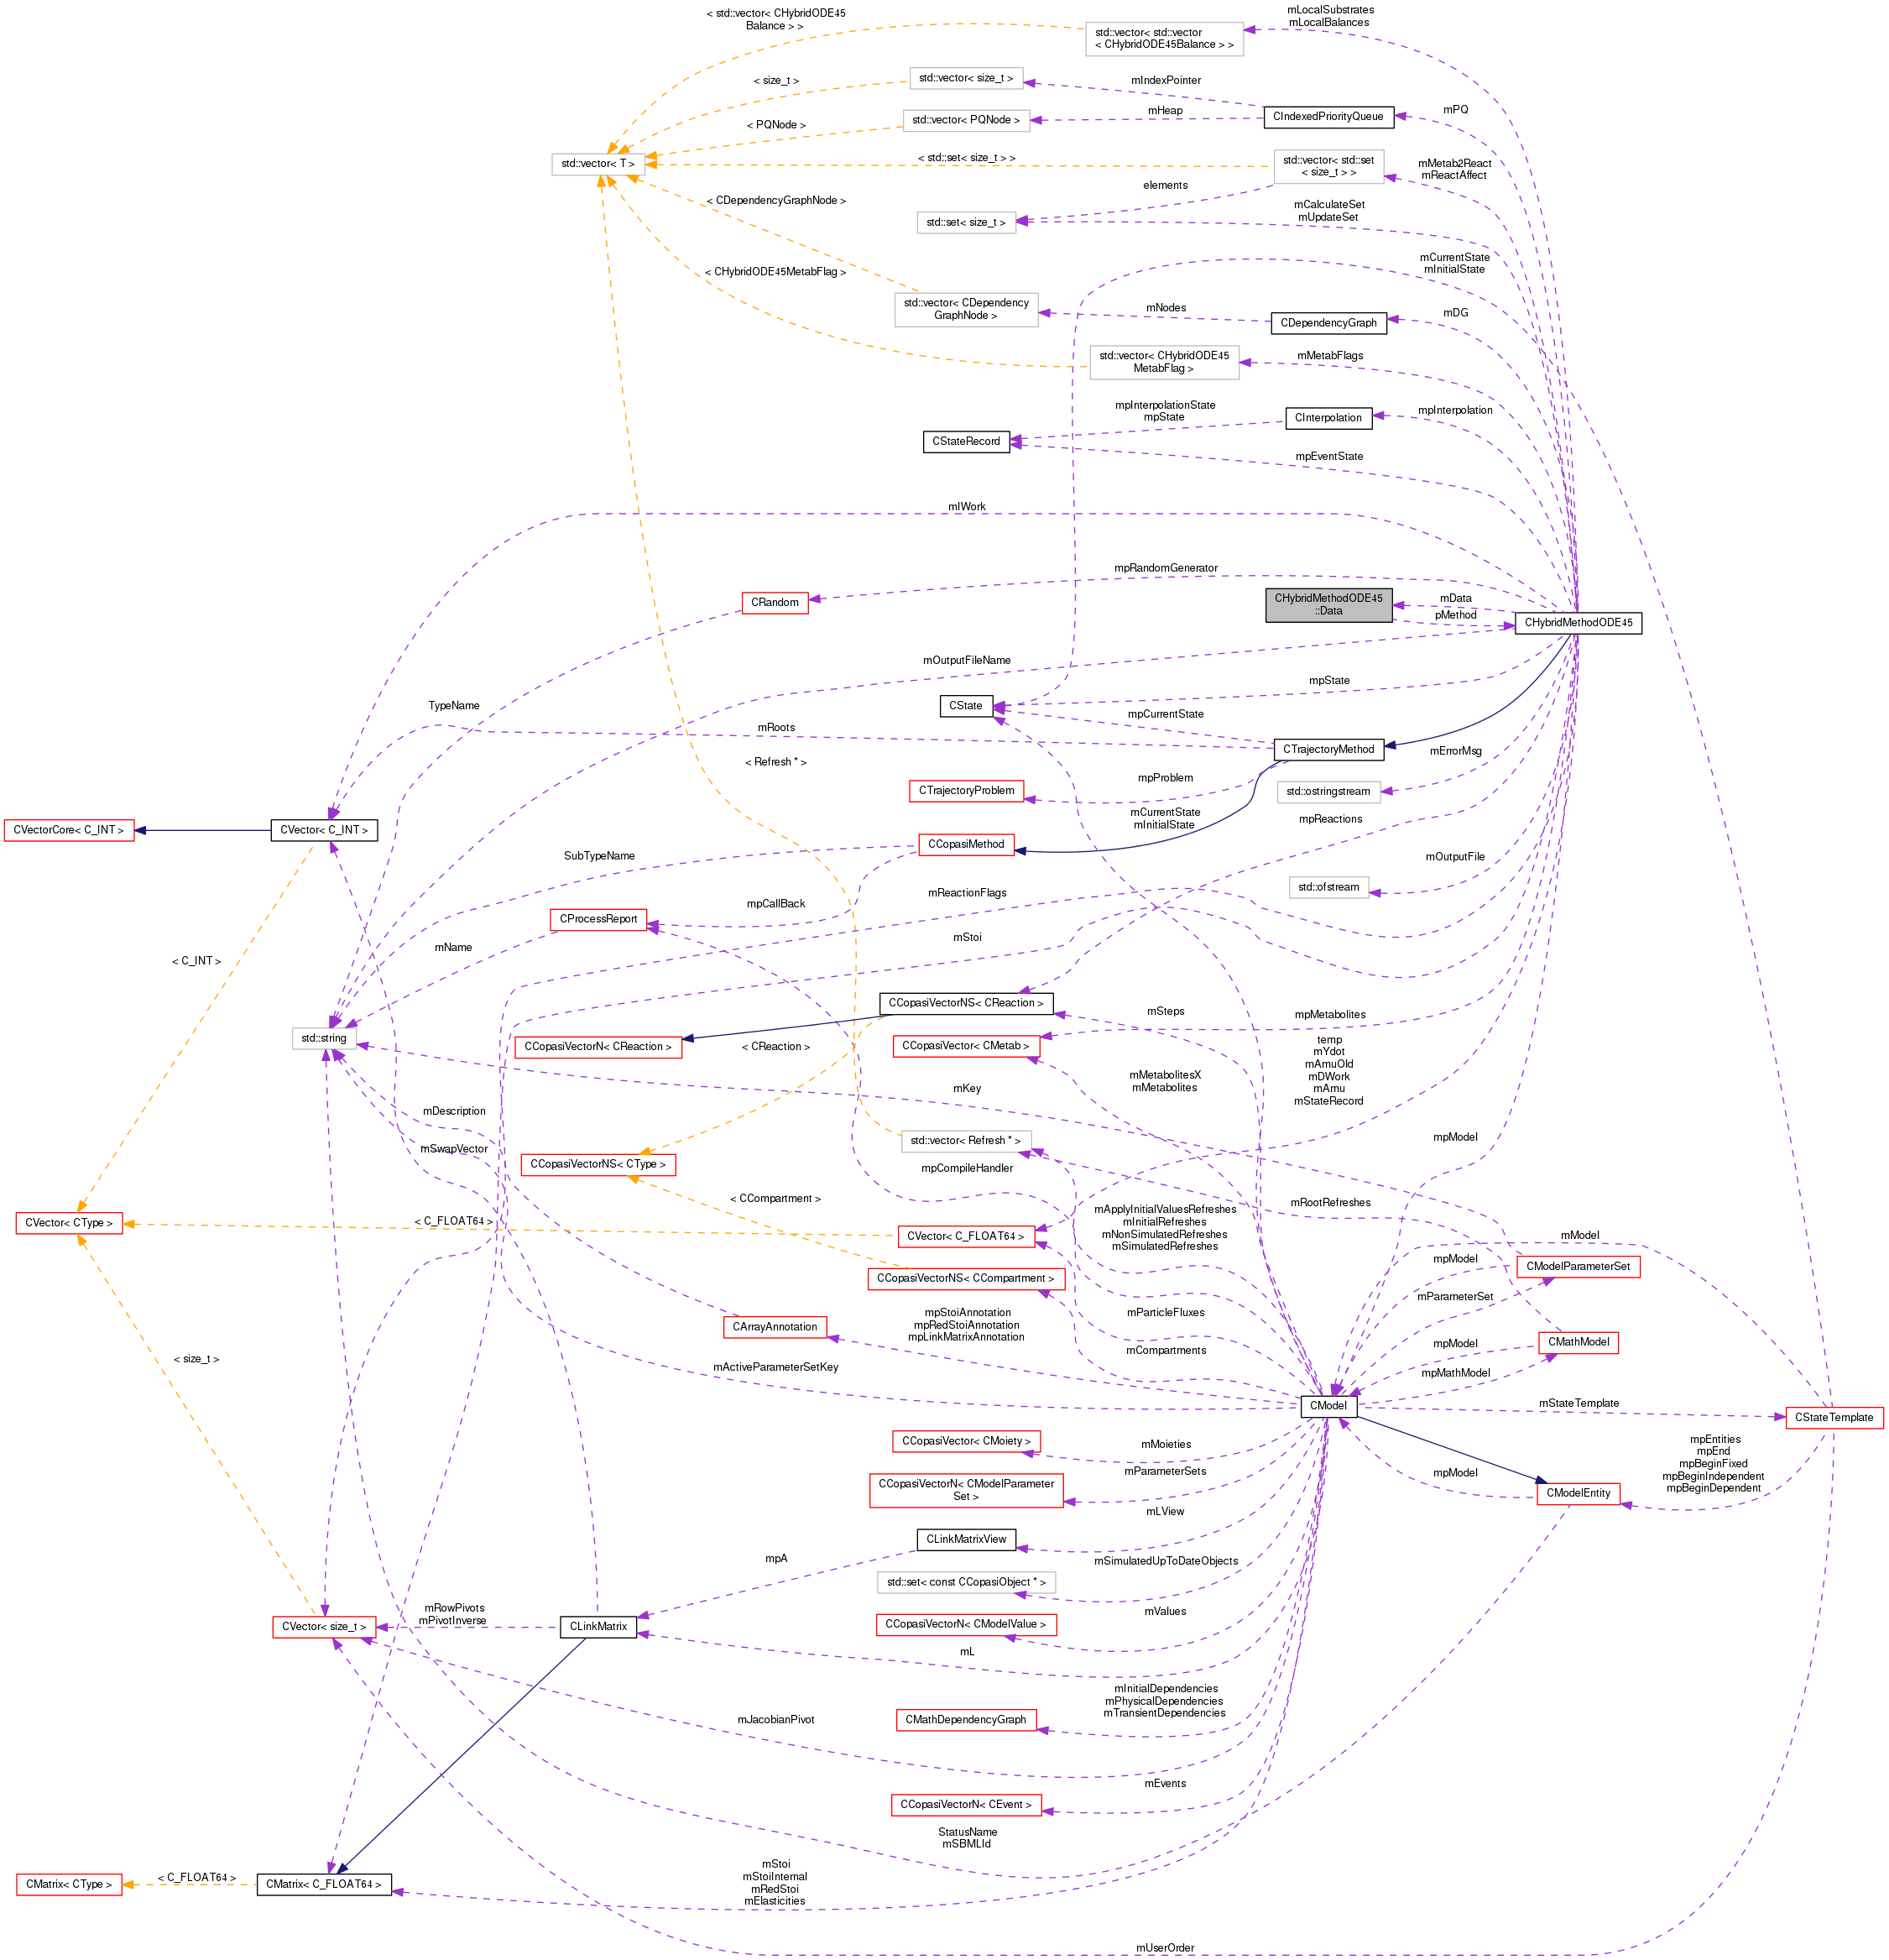 < std::vector< CHybridODE45
Balance > >
std::vector< std::vector
< CHybridODE45Balance > >
mLocalSubstrates
mLocalBalances
< size_t >
std::vector< size_t >
mIndexPointer
mPQ
< PQNode >
std::vector< PQNode >
mHeap
CIndexedPriorityQueue
std::vector< T >
< std::set< size_t > >
std::vector< std::set
< size_t > >
mMetab2React
mReactAffect
elements
< CDependencyGraphNode >
std::set< size_t >
mCalculateSet
mUpdateSet
< CHybridODE45MetabFlag >
mCurrentState
mInitialState
std::vector< CDependency
GraphNode >
mNodes
CDependencyGraph
mDG
std::vector< CHybridODE45
MetabFlag >
mMetabFlags
mpInterpolationState
mpState
CInterpolation
mpInterpolation
CStateRecord
mpEventState
mIWork
mpRandomGenerator
CRandom
CHybridMethodODE45
::Data
mData
pMethod
CHybridMethodODE45
mOutputFileName
mpState
TypeName
CState
mpCurrentState
mRoots
CTrajectoryMethod
mErrorMsg
< Refresh * >
mpProblem
CTrajectoryProblem
std::ostringstream
mCurrentState
mInitialState
mpReactions
CVectorCore< C_INT >
CVector< C_INT >
SubTypeName
CCopasiMethod
mOutputFile
mReactionFlags
std::ofstream
mpCallBack
CProcessReport
mName
mStoi
< C_INT >
CCopasiVectorNS< CReaction >
mSteps
mpMetabolites
std::string
CCopasiVectorN< CReaction >
< CReaction >
CCopasiVector< CMetab >
temp
mYdot
mAmuOld
mDWork
mAmu
mStateRecord
mMetabolitesX
mMetabolites
mKey
mDescription
mSwapVector
std::vector< Refresh * >
mpModel
CCopasiVectorNS< CType >
mpCompileHandler
mRootRefreshes
< CCompartment >
mApplyInitialValuesRefreshes
mInitialRefreshes
mNonSimulatedRefreshes
mSimulatedRefreshes
CVector< CType >
< C_FLOAT64 >
CVector< C_FLOAT64 >
mModel
mpModel
CModelParameterSet
CCopasiVectorNS< CCompartment >
mParameterSet
mParticleFluxes
CArrayAnnotation
mpStoiAnnotation
mpRedStoiAnnotation
mpLinkMatrixAnnotation
mCompartments
mpModel
CMathModel
mpMathModel
< size_t >
mActiveParameterSetKey
CModel
mStateTemplate
CStateTemplate
CCopasiVector< CMoiety >
mMoieties
mpEntities
mpEnd
mpBeginFixed
mpBeginIndependent
mpBeginDependent
mParameterSets
mpModel
CCopasiVectorN< CModelParameter
Set >
CModelEntity
mLView
CLinkMatrixView
mpA
mSimulatedUpToDateObjects
std::set< const CCopasiObject * >
mRowPivots
mPivotInverse
mValues
CVector< size_t >
CLinkMatrix
CCopasiVectorN< CModelValue >
mL
mInitialDependencies
mPhysicalDependencies
mTransientDependencies
mJacobianPivot
CMathDependencyGraph
mEvents
CCopasiVectorN< CEvent >
StatusName
mSBMLId
CMatrix< CType >
< C_FLOAT64 >
CMatrix< C_FLOAT64 >
mStoi
mStoiInternal
mRedStoi
mElasticities
mUserOrder